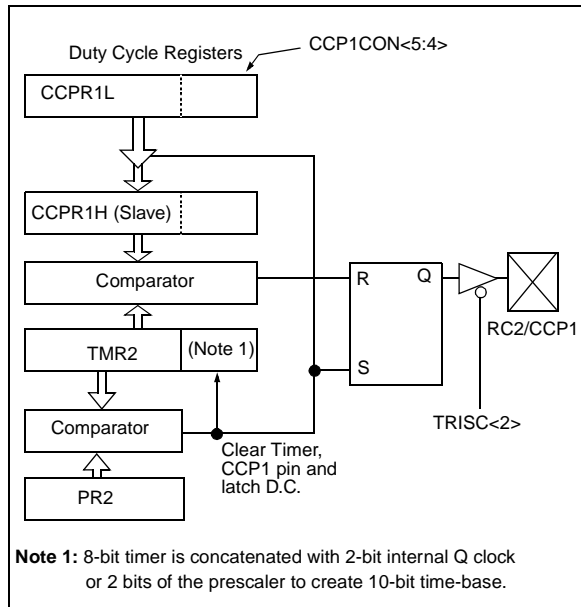 Duty Cycle Registers
CCP1CON<5:4>
CCPR1L
CCPR1H (Slave)
Comparator
R
Q
RC2/CCP1
TMR2
(Note 1)
S
TRISC<2>
Comparator
Clear Timer,
CCP1 pin and
latch D.C.
PR2
Note 1: 8-bit timer is concatenated with 2-bit internal Q clock
or 2 bits of the prescaler to create 10-bit time-base.